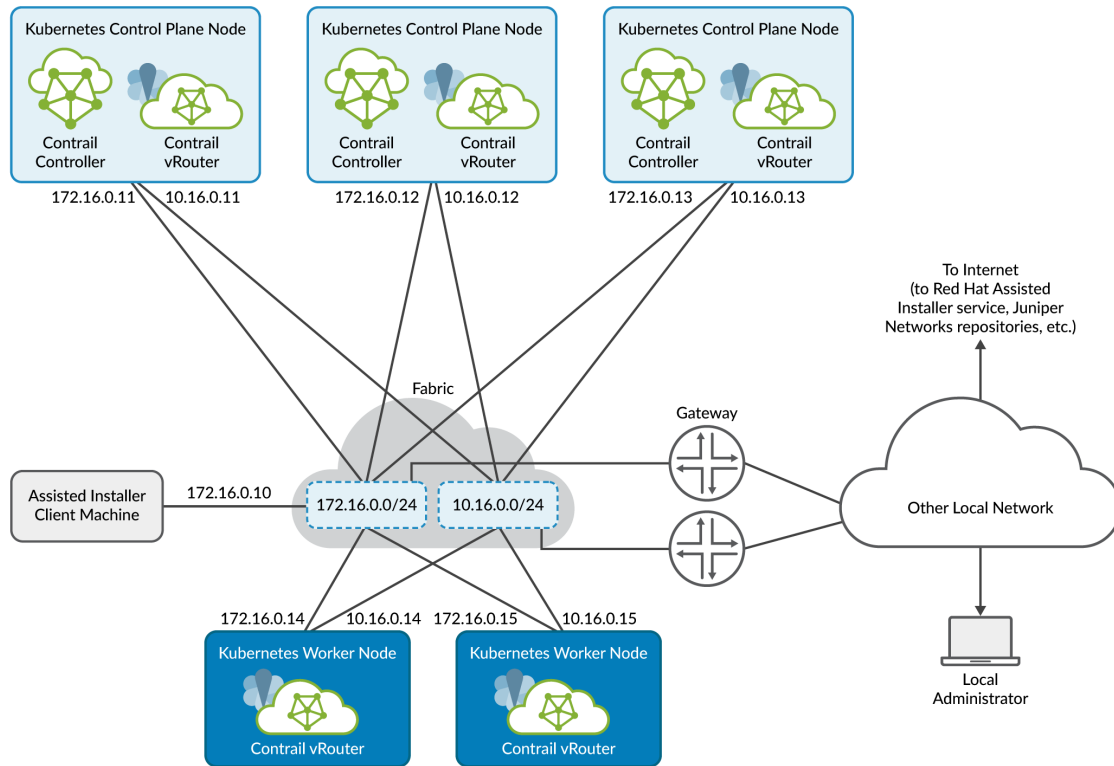 Kubernetes Control Plane Node
Kubernetes Control Plane Node
Kubernetes Control Plane Node
Contrail
Controller
Contrail
vRouter
Contrail
Controller
Contrail
vRouter
Contrail
Controller
Contrail
vRouter
172.16.0.11
10.16.0.11
172.16.0.12
10.16.0.12
172.16.0.13
10.16.0.13
To Internet
(to Red Hat Assisted
Installer service, Juniper
Networks repositories, etc.)
Fabric
Gateway
Assisted Installer
Client Machine
172.16.0.10
172.16.0.0/24
10.16.0.0/24
Other Local Network
172.16.0.14
10.16.0.14
172.16.0.15
10.16.0.15
Kubernetes Worker Node
Contrail vRouter
Kubernetes Worker Node
Contrail vRouter
Local
Administrator